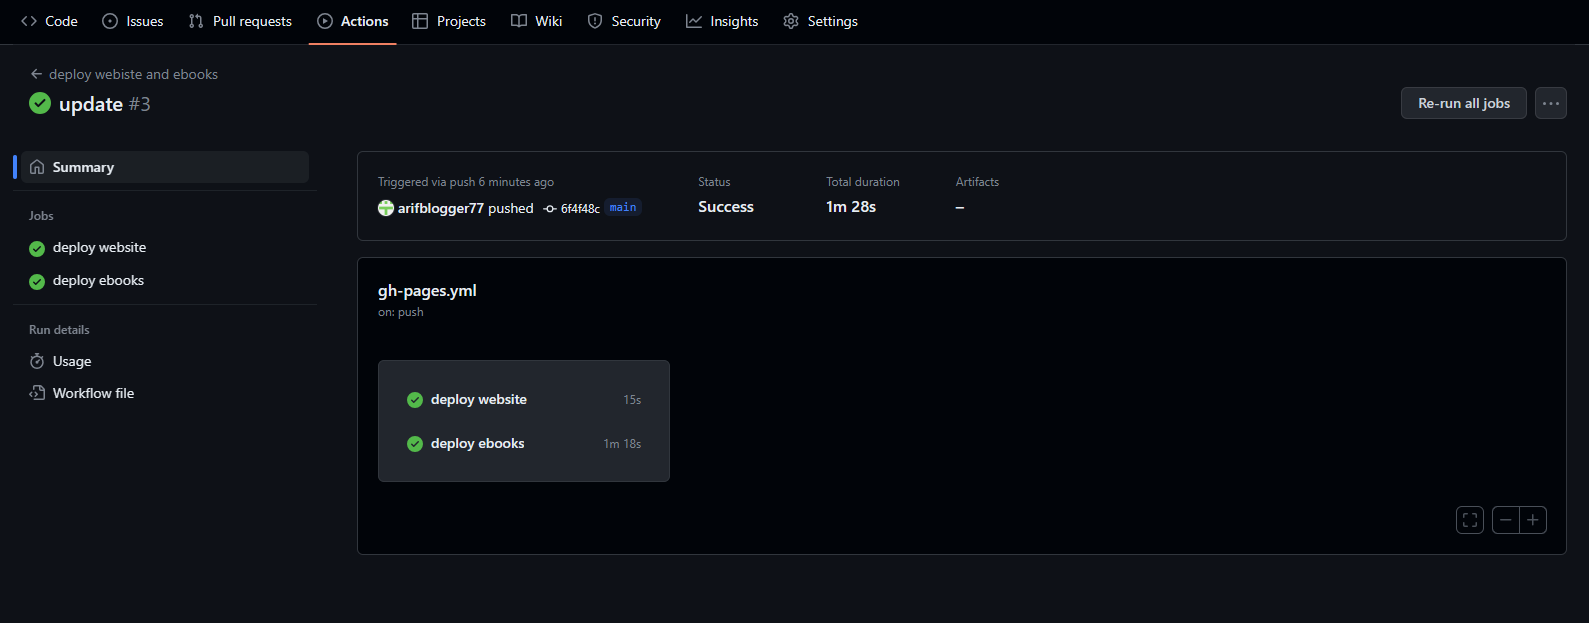 Code Issues Pull requests Actions Projects Wiki Security Insights Settings
deploy webiste and ebooks
update #3
Re-run all jobs
Summary
Jobs
deploy website
deploy ebooks
Run details
Usage
Workflow file
Triggered via push 6 minutes ago
arifblogger77 pushed 6f4f48c main
Status
Success
Total duration
1m 28s
Artifacts
–
gh-pages.yml
on: push
deploy website 15s
deploy ebooks 1m 18s